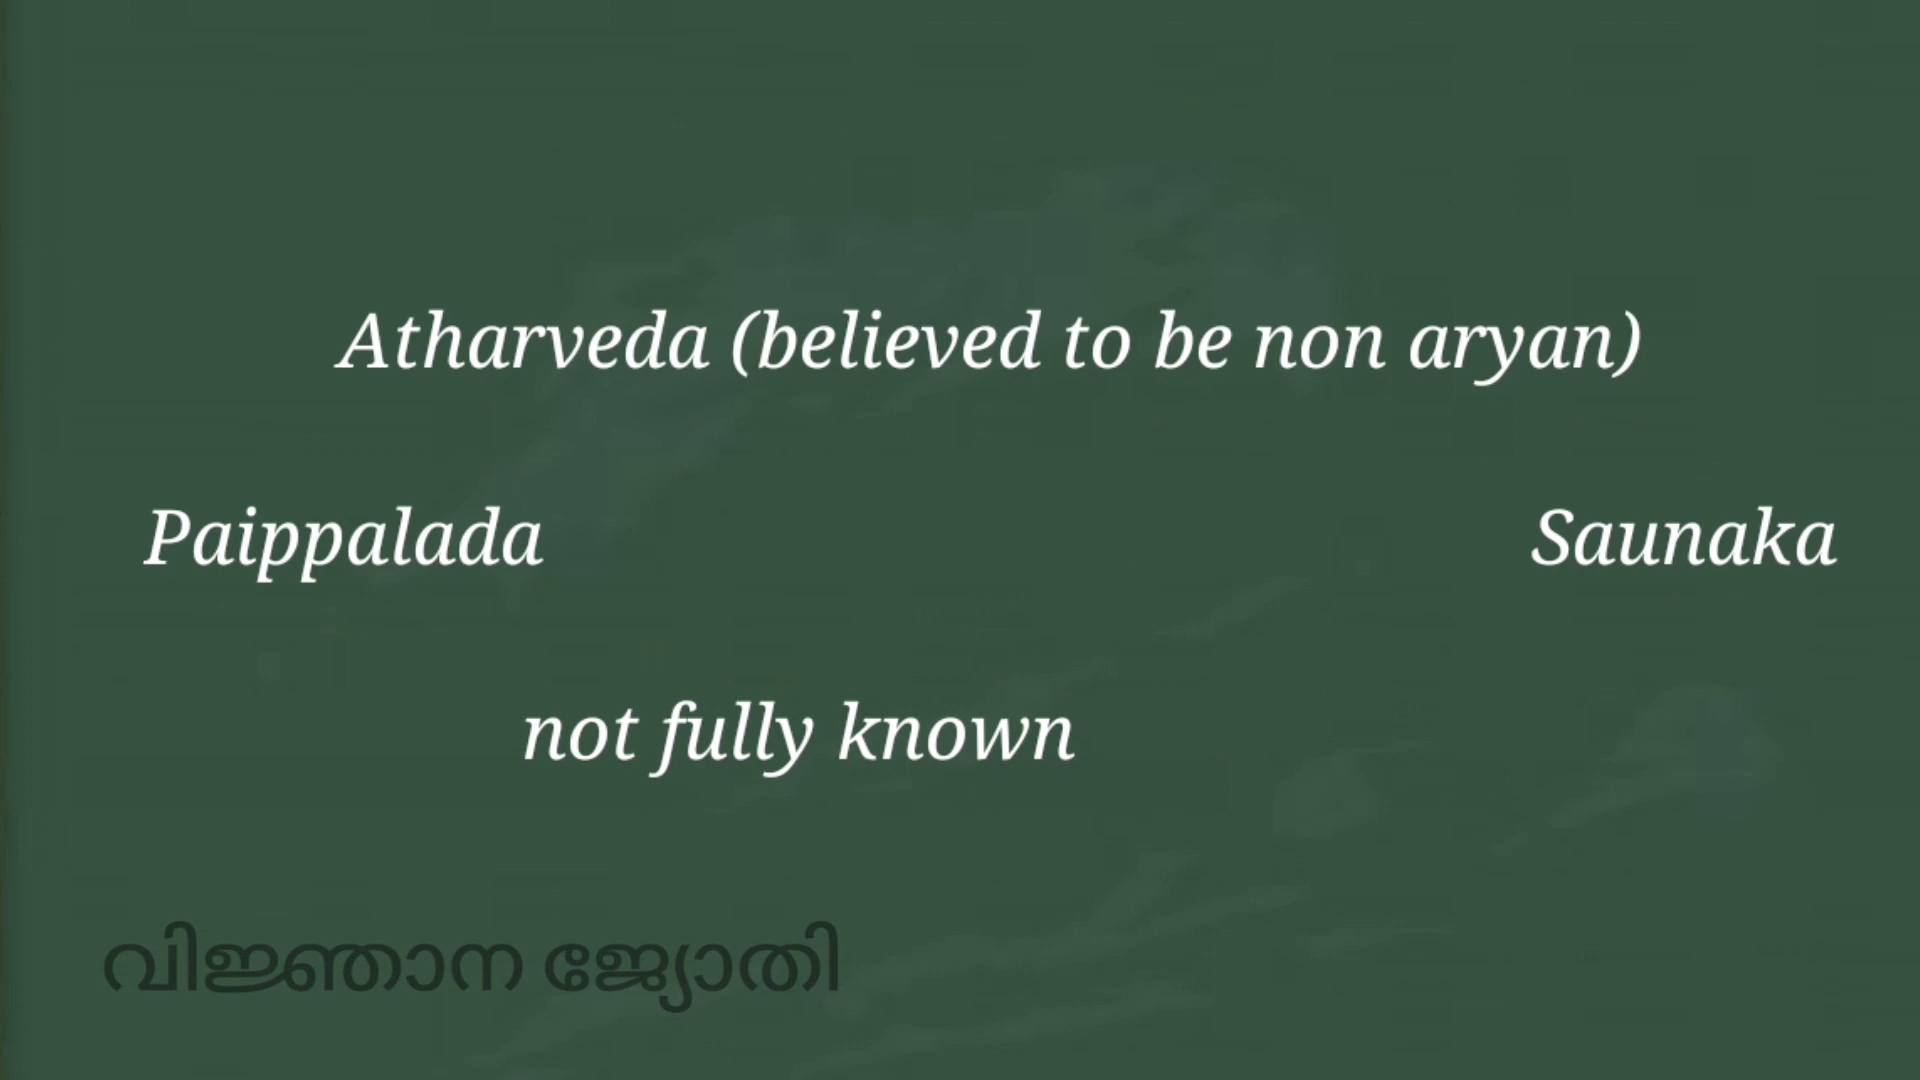 Atharveda (believed to be non aryan)
Paippalada Saunaka
not fully known
വിജ്ഞാന ജ്യോതി